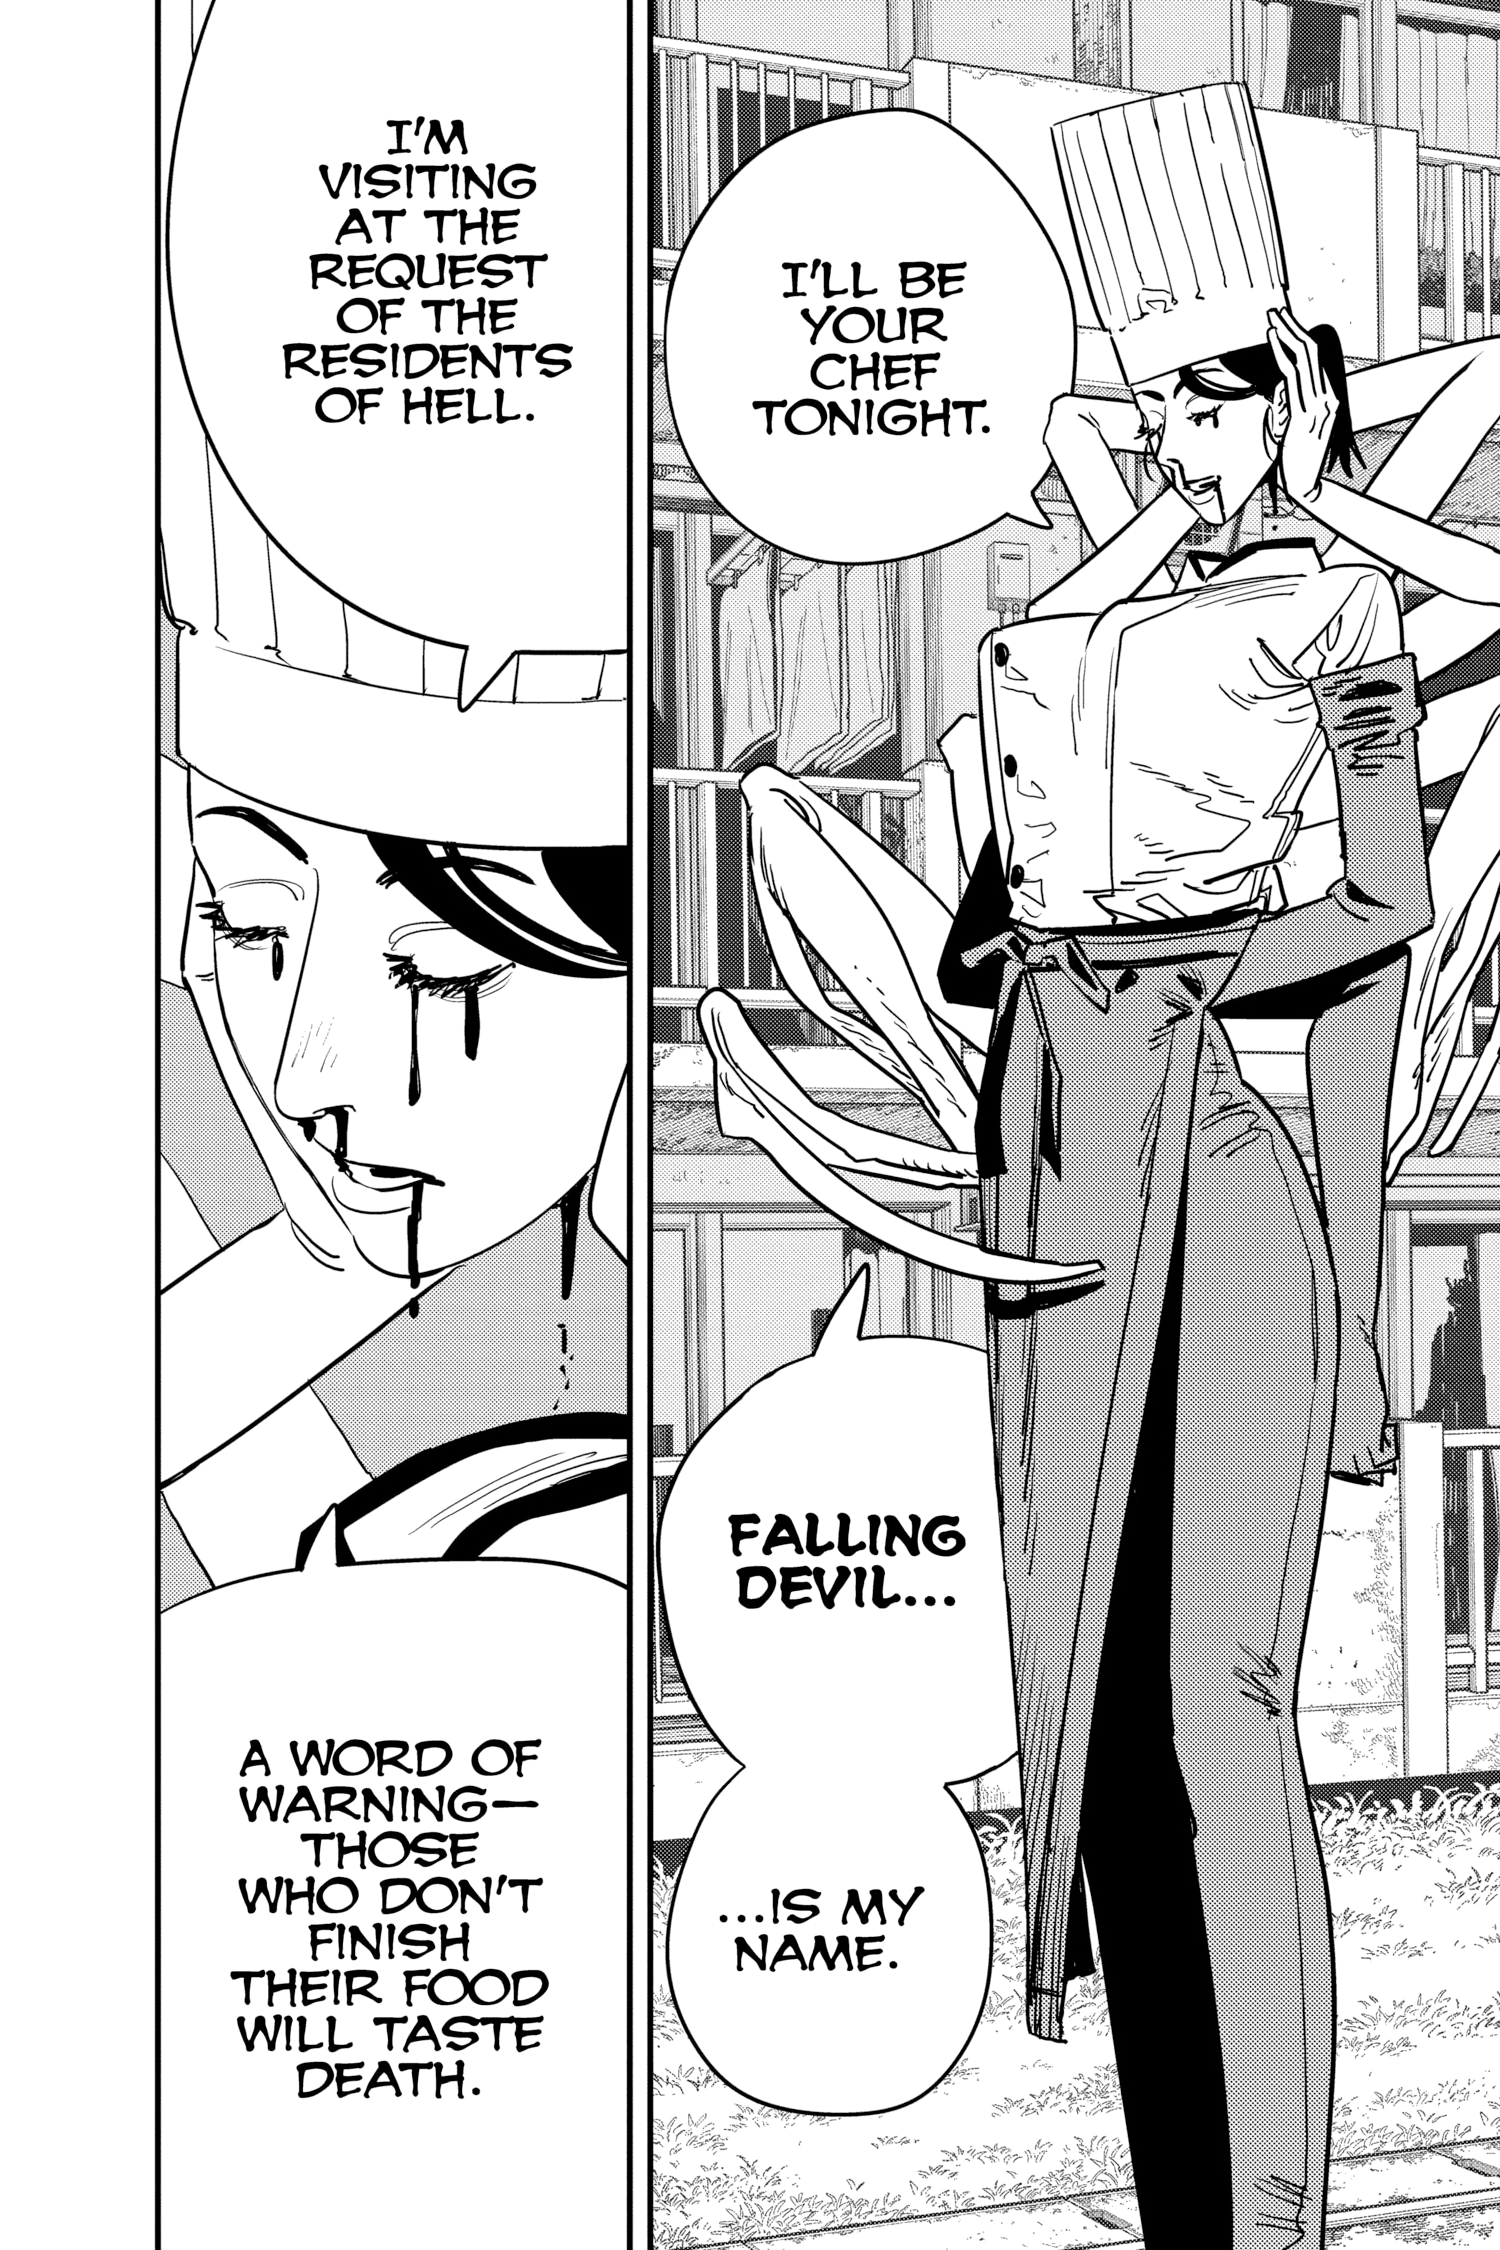 I'LL BE
YOUR
CHEF
TONIGHT.
FALLING
DEVIL...
...IS MY
NAME.
I'M
VISITING
AT THE
REQUEST
OF THE
RESIDENTS
OF HELL.
A WORD OF
WARNING—
THOSE
WHO DON'T
FINISH
THEIR FOOD
WILL TASTE
DEATH.